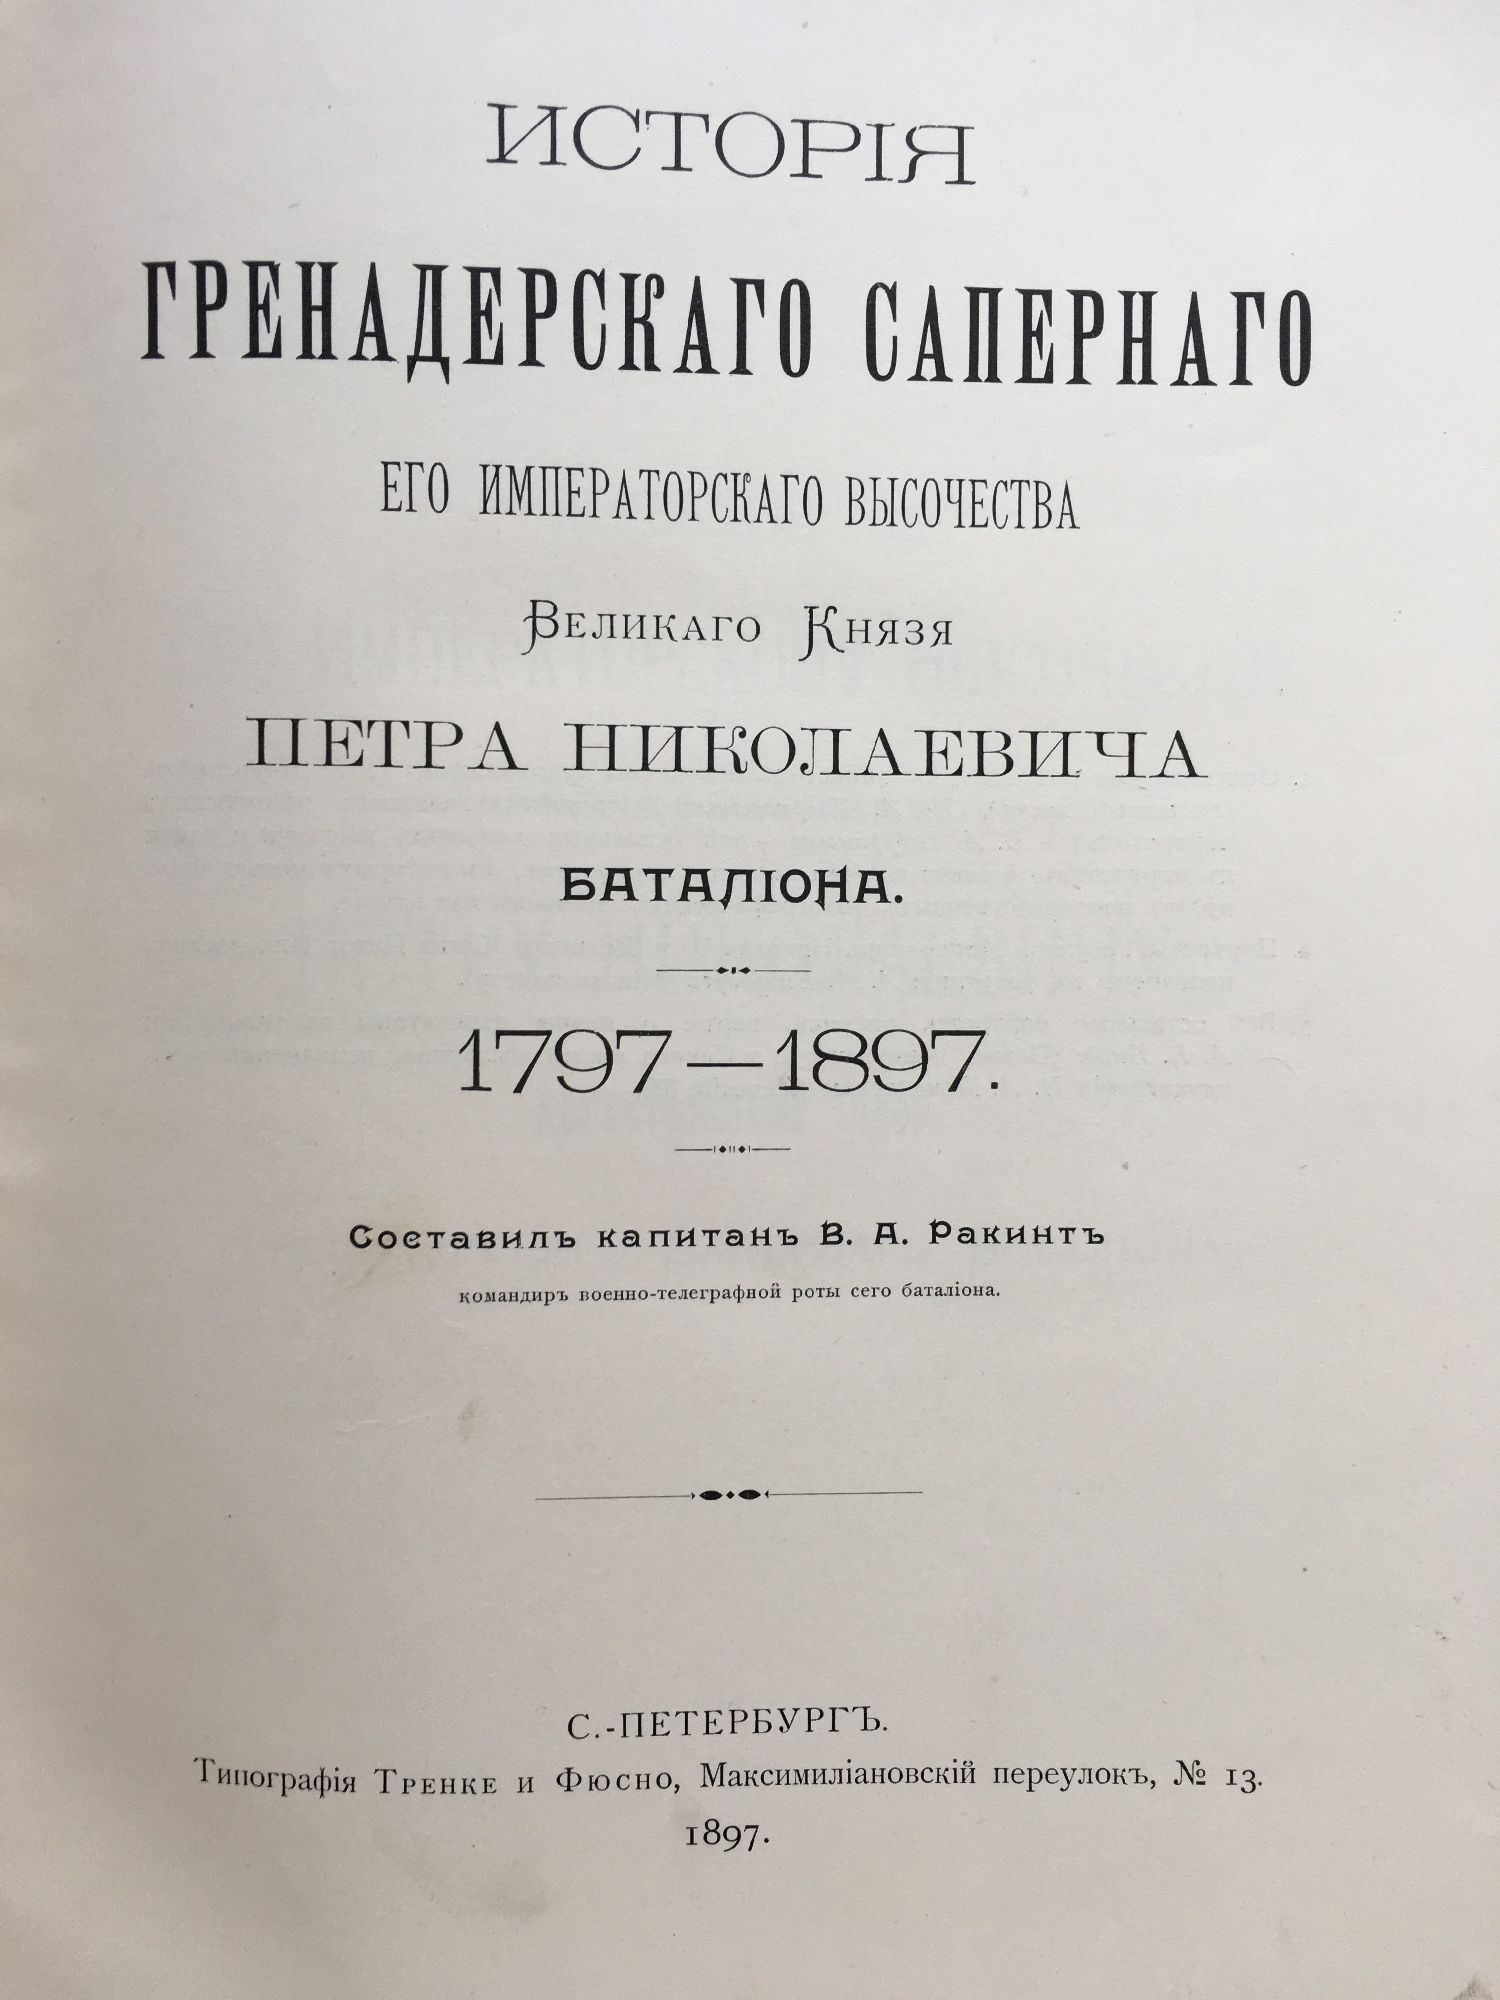 ИСТОРІЯ
ГРЕНАДЕРСКАГО САПЕРНАГО
ЕГО ИМПЕРАТОРСКАГО ВЫСОЧЕСТВА
Великаго Князя
ПЕТРА НИКОЛАЕВИЧА
БАТАЛІОНА.
1797—1897.
Составилъ капитанъ В. А. Ракинтъ
командиръ военно-телеграфной роты сего баталіона.
С.-ПЕТЕРБУРГЪ.
Типографія Тренке и Фюсно, Максимиліановскій переулокъ, № 13.
1897.